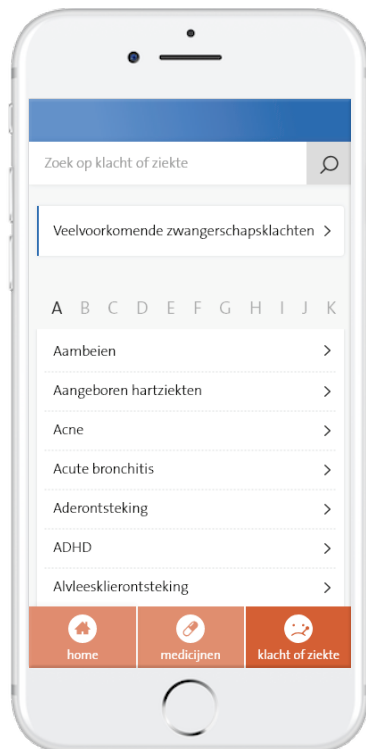 Zoek op klacht of ziekte
Veelvoorkomende zwangerschapsklachten
A B C D E F G H I J K
Aambeien
Aangeboren hartziekten
Acne
Acute bronchitis
Aderontsteking
ADHD
Alvleesklierontsteking
home medicijnen klacht of ziekte